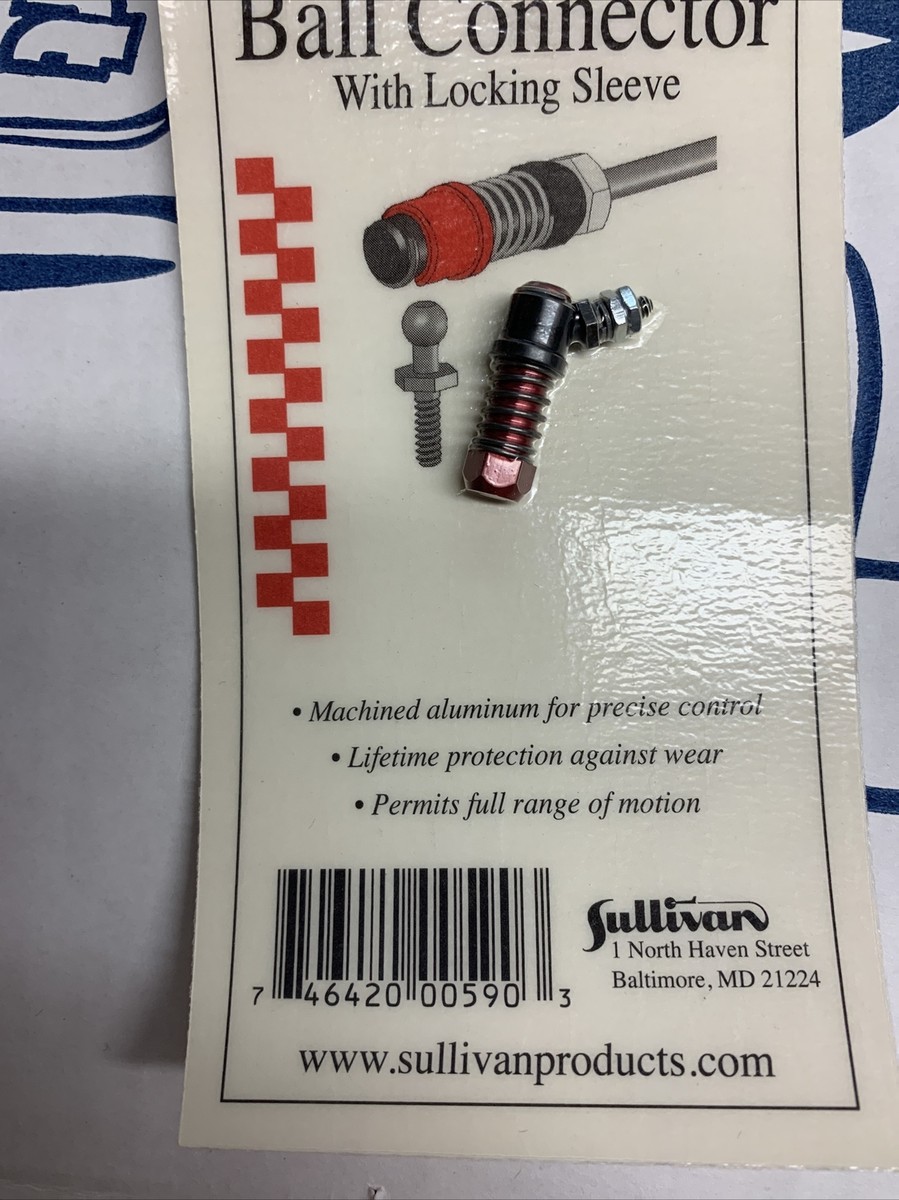 Ball Connector
With Locking Sleeve
• Machined aluminum for precise control
• Lifetime protection against wear
• Permits full range of motion
7 46420 00590 3
Sullivan
1 North Haven Street
Baltimore, MD 21224
www.sullivanproducts.com